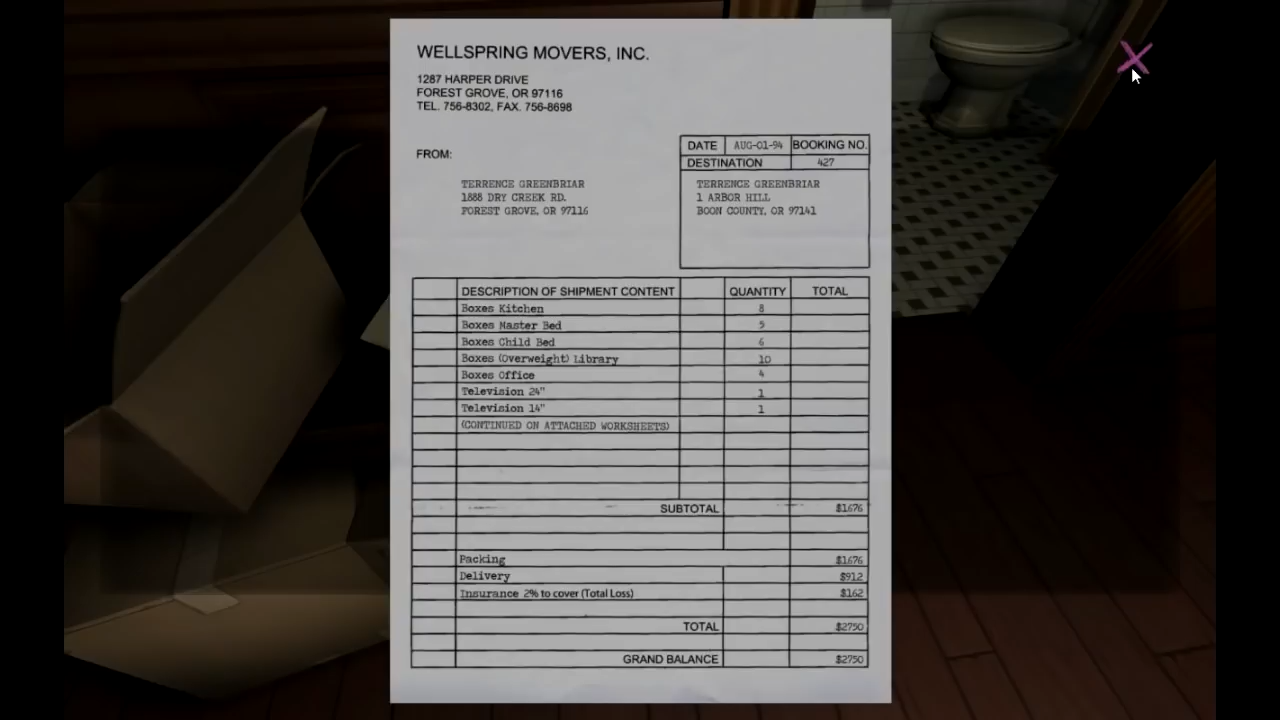 WELLSPRING MOVERS, INC.
1287 HARPER DRIVE
FOREST GROVE, OR 97116
TEL. 756-8302, FAX. 756-8698
DATE AUG-01-94 BOOKING NO.
DESTINATION 427
FROM:
TERRENCE GREENBRIAR
1888 DRY CREEK RD.
FOREST GROVE, OR 97116
TERRENCE GREENBRIAR
1 ARBOR HILL
BOON COUNTY, OR 97141
DESCRIPTION OF SHIPMENT CONTENT QUANTITY TOTAL
Boxes Kitchen 8
Boxes Master Bed 5
Boxes Child Bed 6
Boxes (Overweight) Library 10
Boxes Office 4
Television 24" 1
Television 14" 1
(CONTINUED ON ATTACHED WORKSHEETS)
SUBTOTAL $1676
Packing $1676
Delivery $912
Insurance 2% to cover (Total Loss) $162
TOTAL $2750
GRAND BALANCE $2750